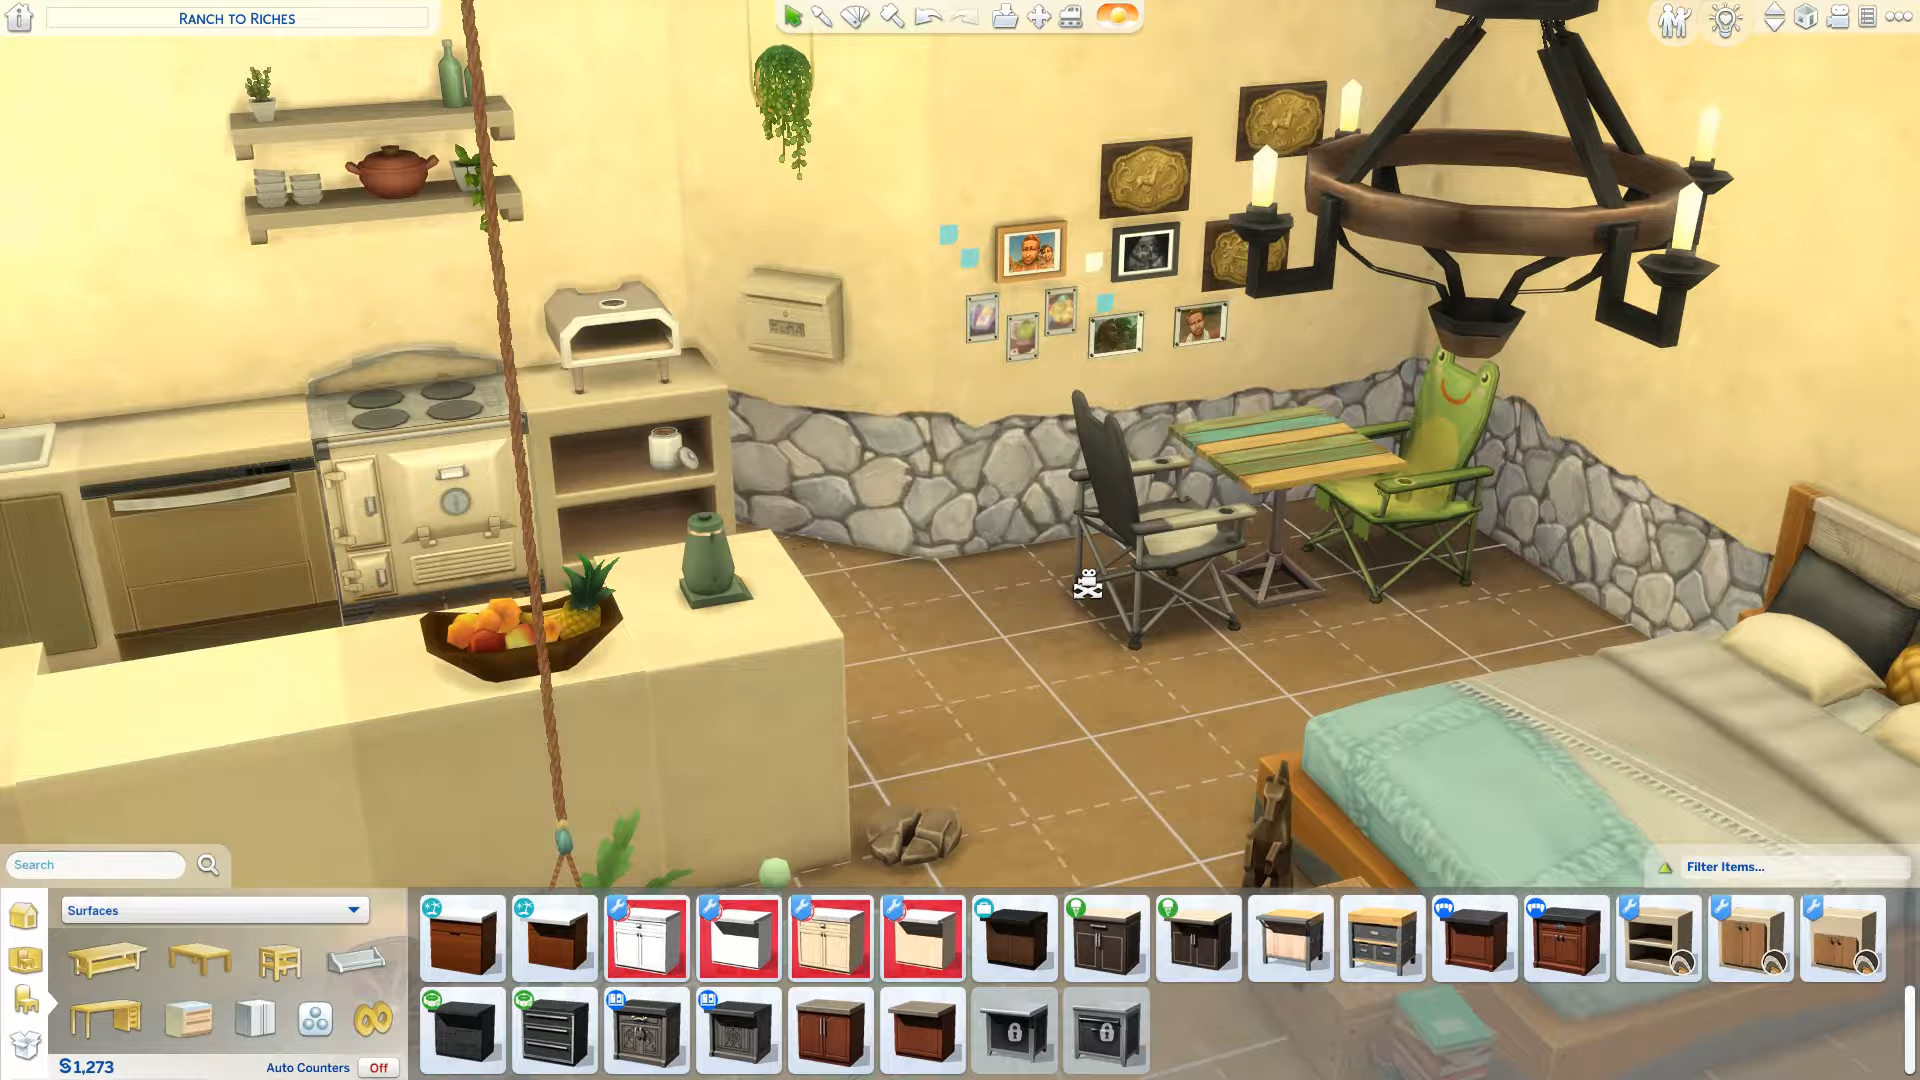 RANCH TO RICHES
Search
Filter Items...
Surfaces
§1,273
Auto Counters
Off